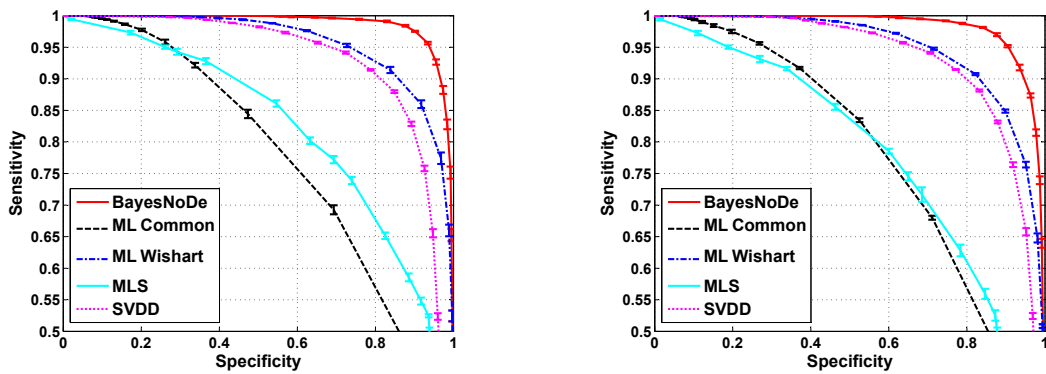 1
0.95
0.9
0.85
0.8
0.75
0.7
0.65
0.6
0.55
0.5
Sensitivity
BayesNoDe
ML Common
ML Wishart
MLS
SVDD
0 0.2 0.4 0.6 0.8 1
Specificity
1
0.95
0.9
0.85
0.8
0.75
0.7
0.65
0.6
0.55
0.5
Sensitivity
BayesNoDe
ML Common
ML Wishart
MLS
SVDD
0 0.2 0.4 0.6 0.8 1
Specificity